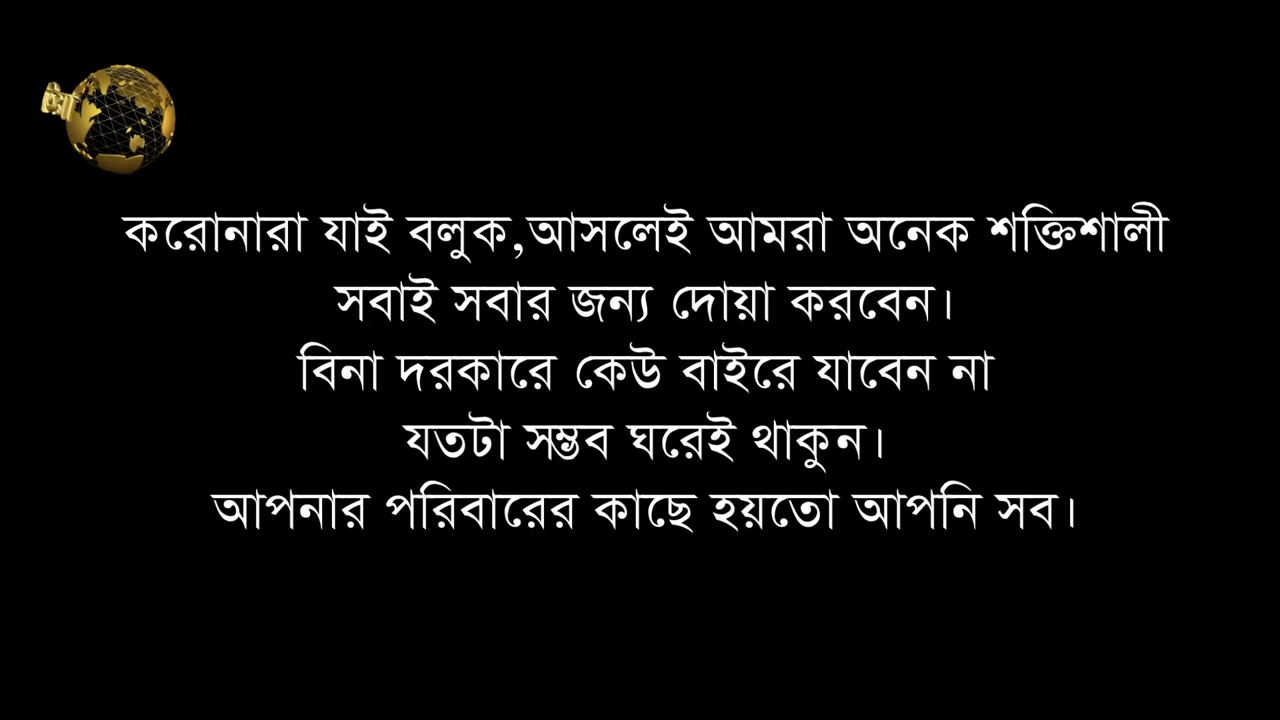 করোনারা যাই বলুক,আসলেই আমরা অনেক শক্তিশালী
সবাই সবার জন্য দোয়া করবেন।
বিনা দরকারে কেউ বাইরে যাবেন না
যতটা সম্ভব ঘরেই থাকুন।
আপনার পরিবারের কাছে হয়তো আপনি সব।